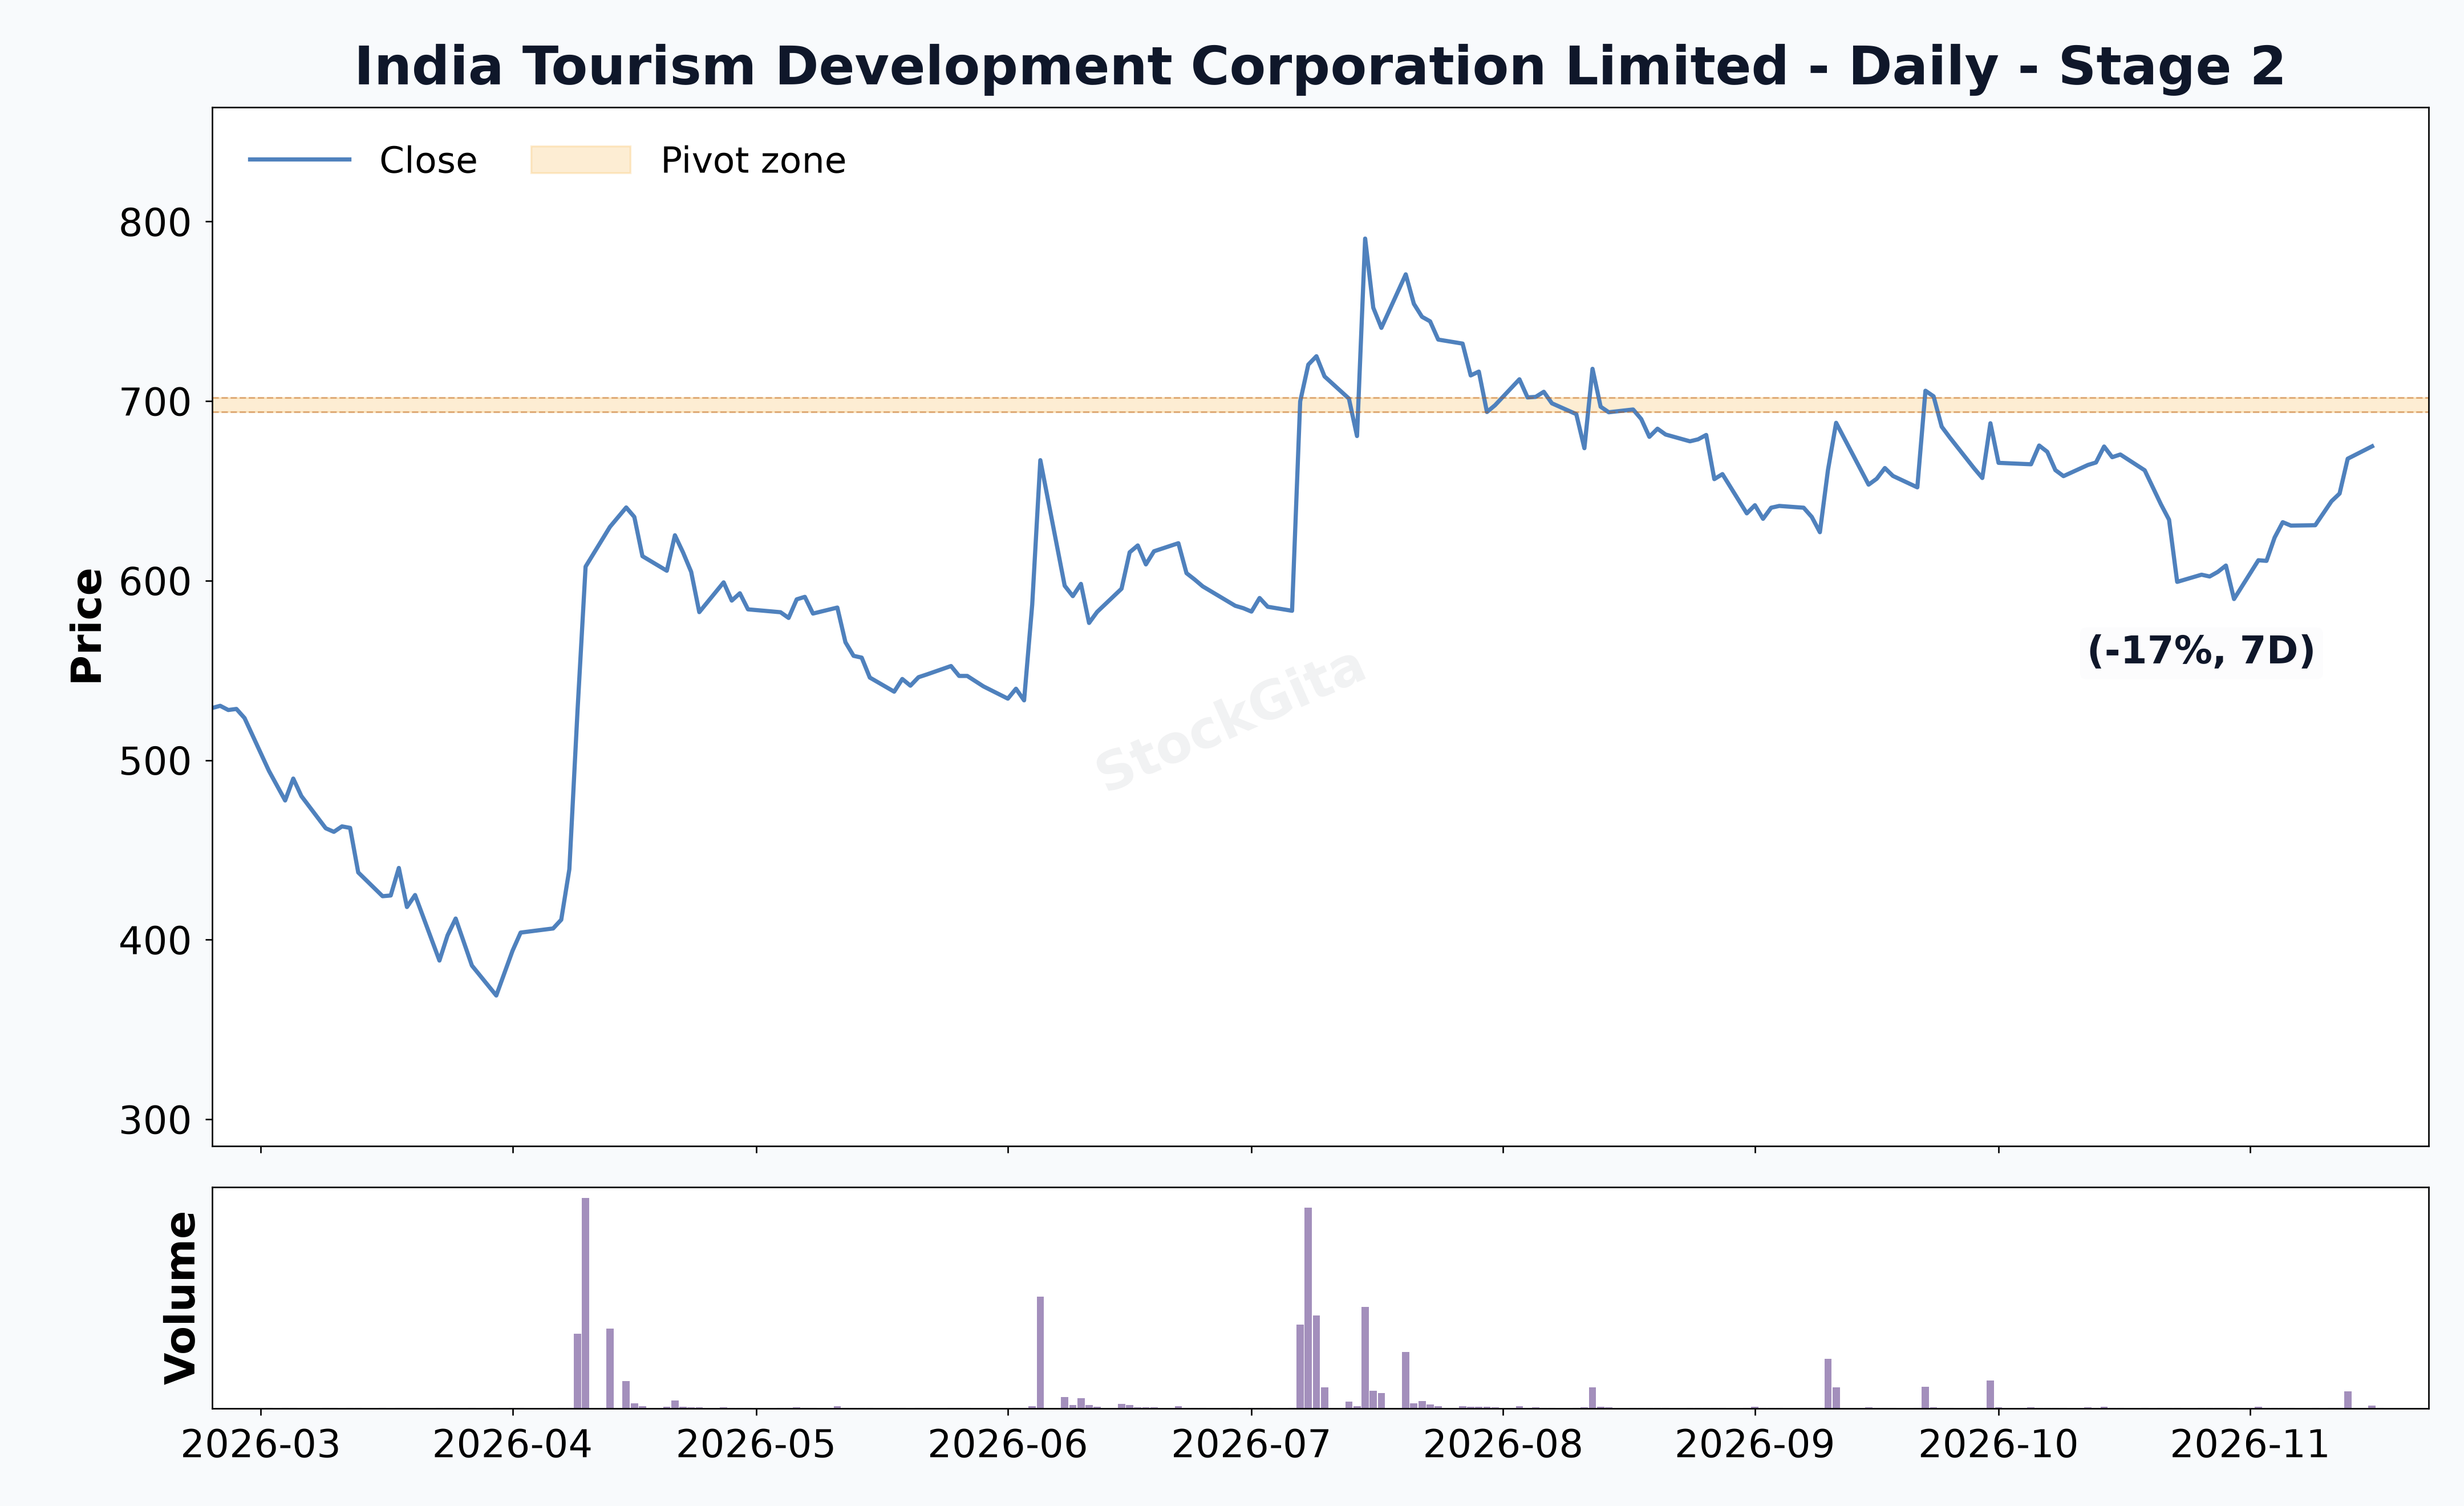 India Tourism Development Corporation Limited - Daily - Stage 2
Close
Pivot zone
800
700
600
500
400
300
Price
(-17%, 7D)
StockGita
Volume
2026-03
2026-04
2026-05
2026-06
2026-07
2026-08
2026-09
2026-10
2026-11